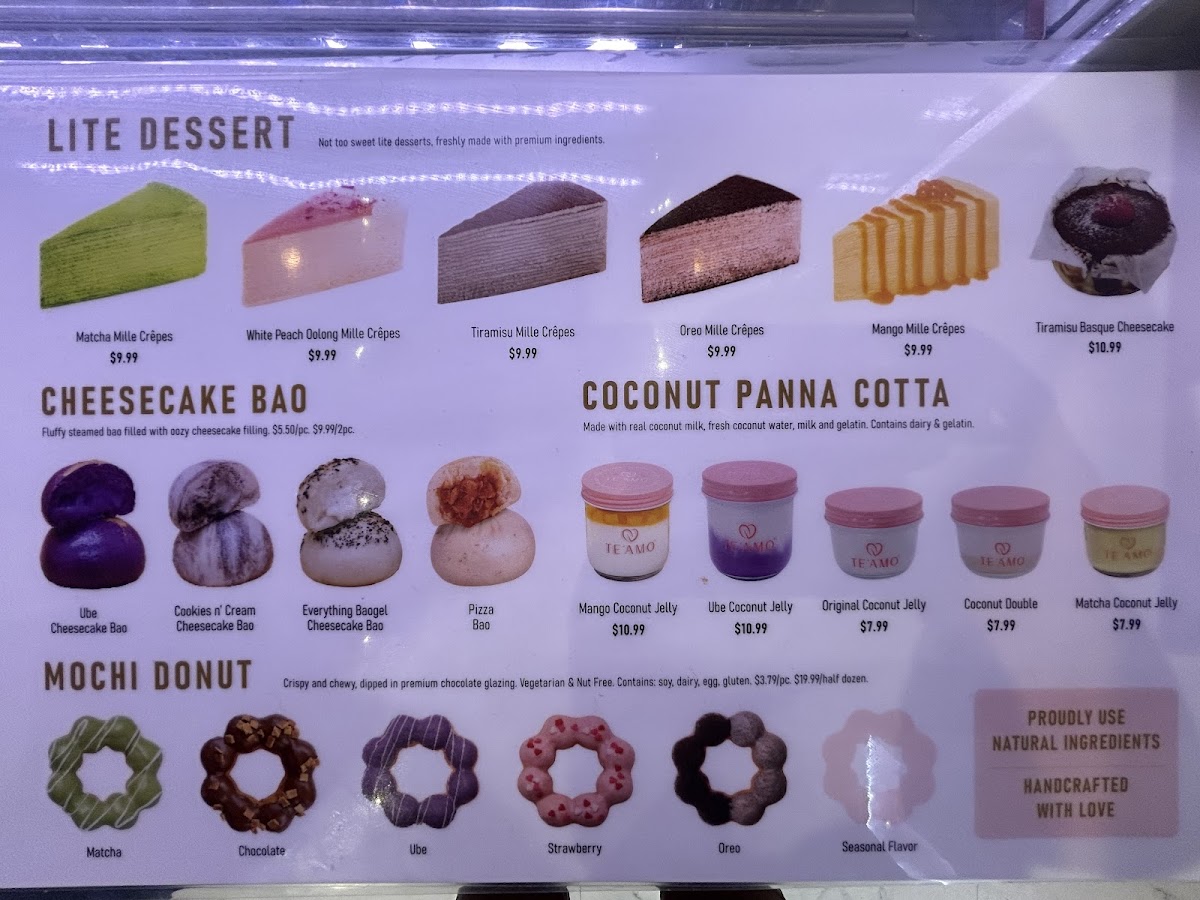 LITE DESSERT
Not too sweet lite desserts, freshly made with premium ingredients.
Matcha Mille Crêpes
$9.99
White Peach Oolong Mille Crêpes
$9.99
Tiramisu Mille Crêpes
$9.99
Oreo Mille Crêpes
$9.99
Mango Mille Crêpes
$9.99
Tiramisu Basque Cheesecake
$10.99
CHEESECAKE BAO
Fluffy steamed bao filled with oozy cheesecake filling. $5.50/pc. $9.99/2pc.
Ube
Cheesecake Bao
Cookies n' Cream
Cheesecake Bao
Everything Baogel
Cheesecake Bao
Pizza
Bao
COCONUT PANNA COTTA
Made with real coconut milk, fresh coconut water, milk and gelatin. Contains dairy & gelatin.
TE'AMO
TE'AMO
TE'AMO
TE'AMO
TE'AMO
Mango Coconut Jelly
$10.99
Ube Coconut Jelly
$10.99
Original Coconut Jelly
$7.99
Coconut Double
$7.99
Matcha Coconut Jelly
$7.99
MOCHI DONUT
Crispy and chewy, dipped in premium chocolate glazing. Vegetarian & Nut Free. Contains: soy, dairy, egg, gluten. $3.79/pc. $19.99/half dozen.
Matcha
Chocolate
Ube
Strawberry
Oreo
Seasonal Flavor
PROUDLY USE
NATURAL INGREDIENTS
HANDCRAFTED
WITH LOVE